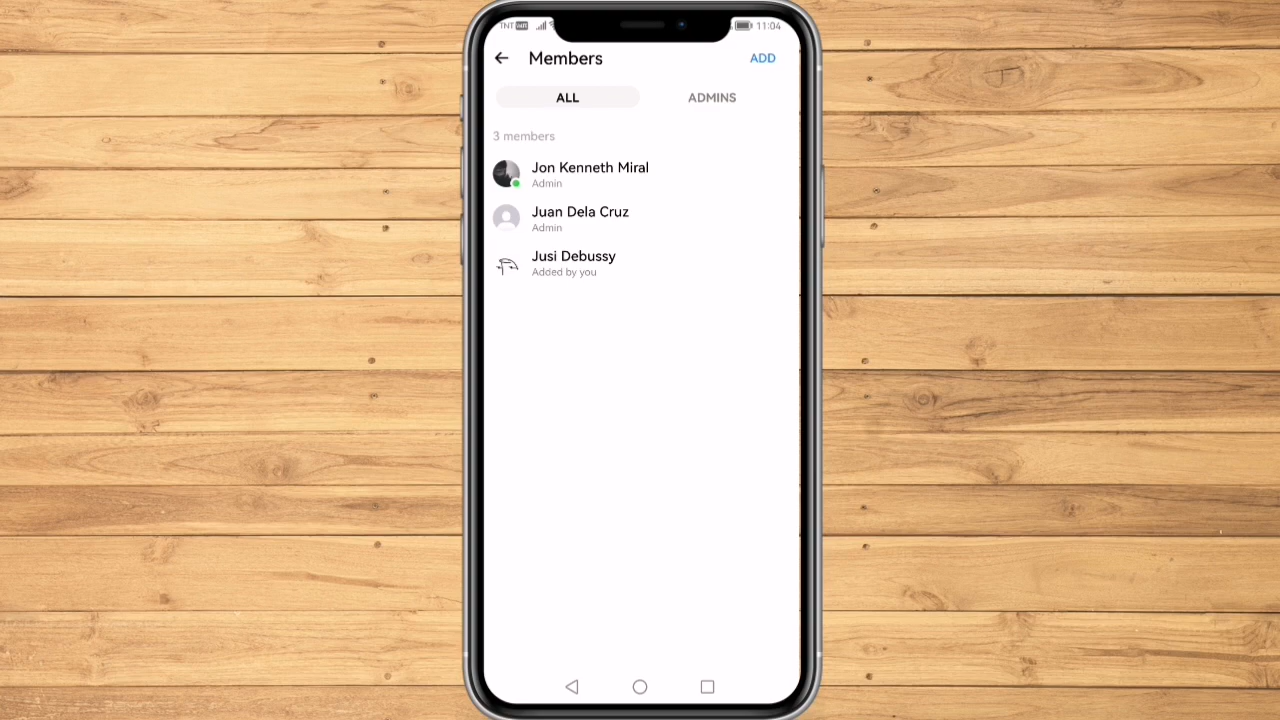 TNT 11:04
Members ADD
ALL ADMINS
3 members
Jon Kenneth Miral
Admin
Juan Dela Cruz
Admin
Jusi Debussy
Added by you